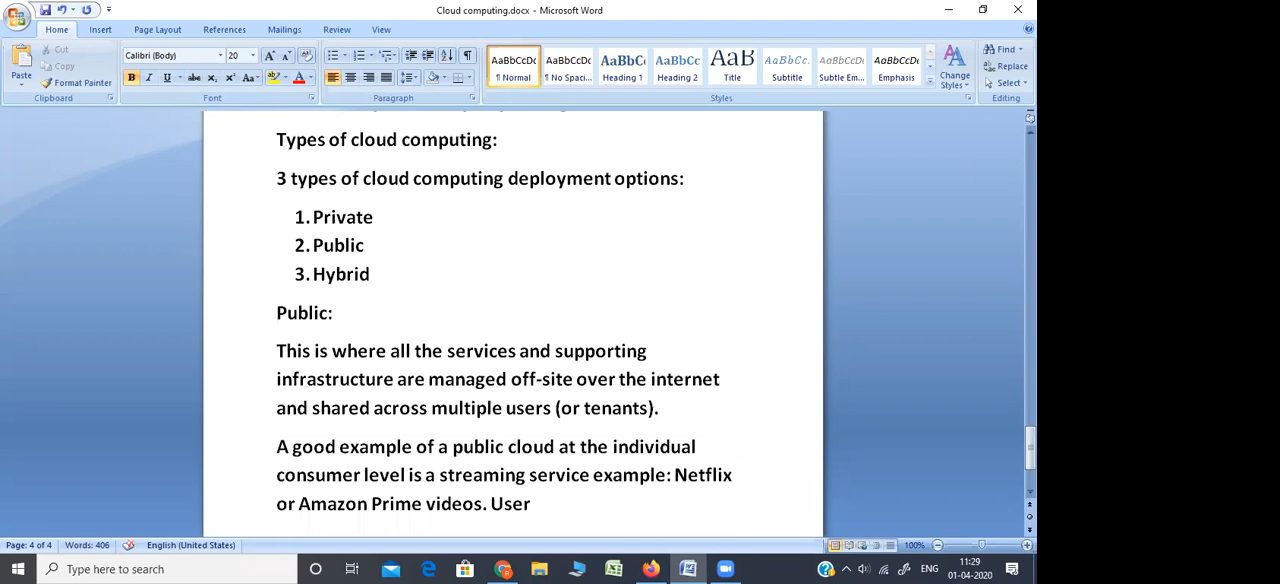 Cloud computing.docx - Microsoft Word
Home Insert Page Layout References Mailings Review View
Paste
Cut
Copy
Format Painter
Clipboard
Calibri (Body) 20
Font
Paragraph
AaBbCcDc AaBbCcDc AaBbC AaBbCc AaB AaBbCc. AaBbCcDc AaBbCcDc
¶ Normal ¶ No Spaci... Heading 1 Heading 2 Title Subtitle Subtle Em... Emphasis
Styles
Change
Styles
Find
Replace
Select
Editing
Types of cloud computing:
3 types of cloud computing deployment options:
1. Private
2. Public
3. Hybrid
Public:
This is where all the services and supporting
infrastructure are managed off-site over the internet
and shared across multiple users (or tenants).
A good example of a public cloud at the individual
consumer level is a streaming service example: Netflix
or Amazon Prime videos. User
Page: 4 of 4 Words: 406 English (United States) 100%
Type here to search
ENG
11:29
01-04-2020